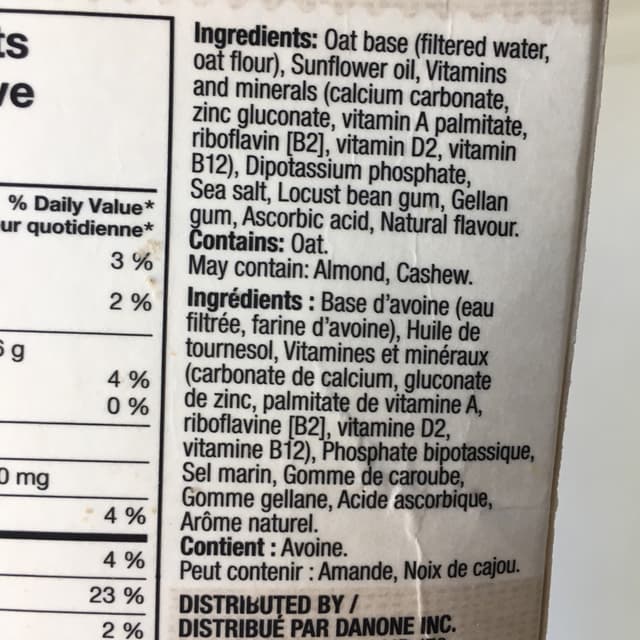 ts
ve
% Daily Value*
ur quotidienne*
3 %
2 %
6 g
4 %
0 %
0 mg
4 %
4 %
23 %
2 %
Ingredients: Oat base (filtered water,
oat flour), Sunflower oil, Vitamins
and minerals (calcium carbonate,
zinc gluconate, vitamin A palmitate,
riboflavin [B2], vitamin D2, vitamin
B12), Dipotassium phosphate,
Sea salt, Locust bean gum, Gellan
gum, Ascorbic acid, Natural flavour.
Contains: Oat.
May contain: Almond, Cashew.
Ingrédients : Base d'avoine (eau
filtrée, farine d'avoine), Huile de
tournesol, Vitamines et minéraux
(carbonate de calcium, gluconate
de zinc, palmitate de vitamine A,
riboflavine [B2], vitamine D2,
vitamine B12), Phosphate bipotassique,
Sel marin, Gomme de caroube,
Gomme gellane, Acide ascorbique,
Arôme naturel.
Contient : Avoine.
Peut contenir : Amande, Noix de cajou.
DISTRIBUTED BY /
DISTRIBUÉ PAR DANONE INC.